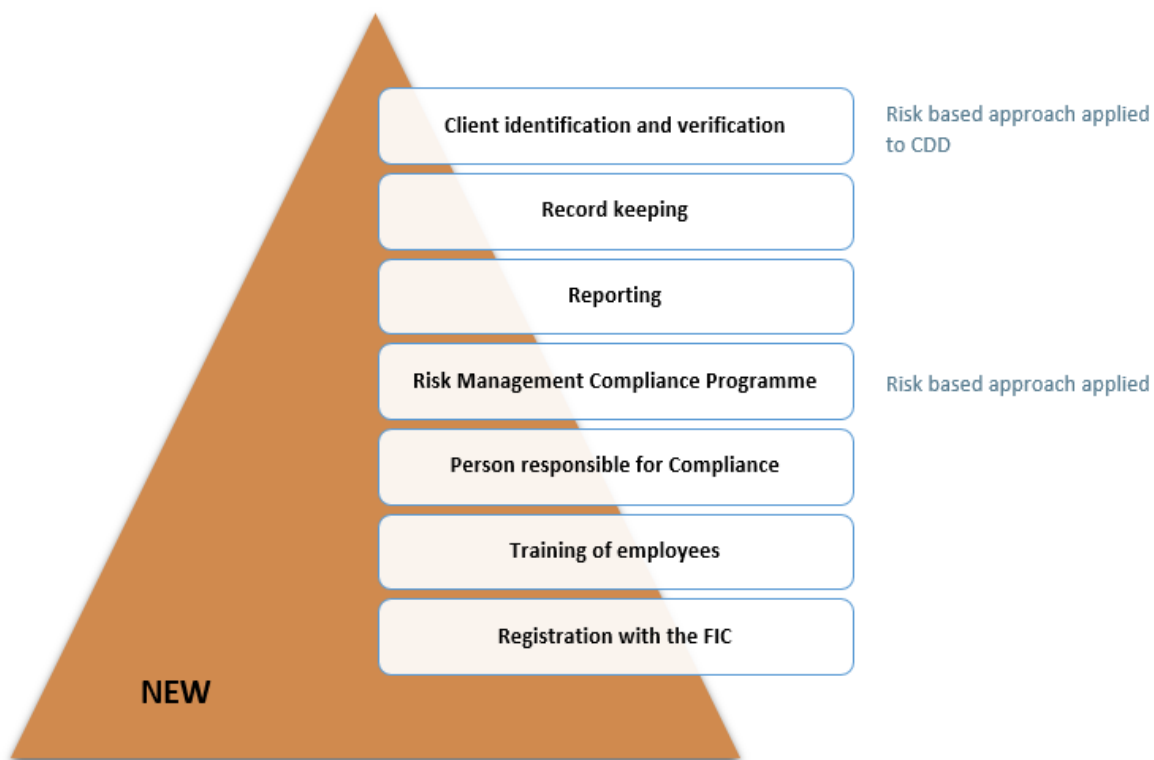 Client identification and verification
Risk based approach applied
to CDD
Record keeping
Reporting
Risk Management Compliance Programme
Risk based approach applied
Person responsible for Compliance
Training of employees
Registration with the FIC
NEW